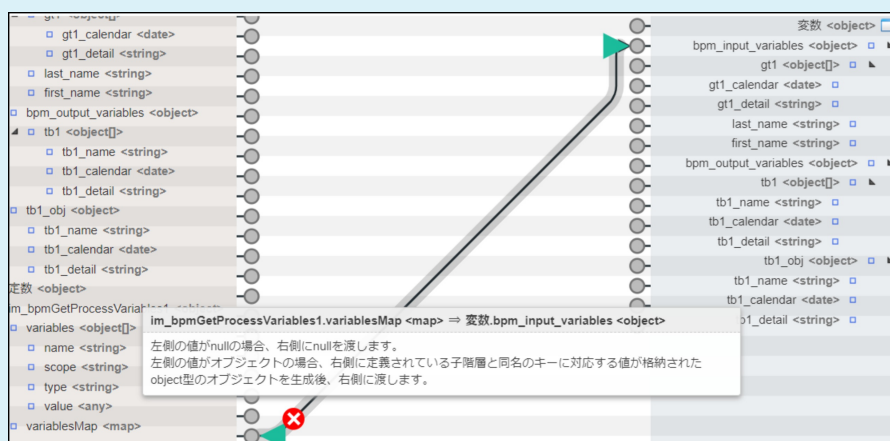 gt1 <object[]>
gt1_calendar <date>
gt1_detail <string>
last_name <string>
first_name <string>
bpm_output_variables <object>
tb1 <object[]>
tb1_name <string>
tb1_calendar <date>
tb1_detail <string>
tb1_obj <object>
tb1_name <string>
tb1_calendar <date>
tb1_detail <string>
定数 <object>
im_bpmGetProcessVariables1 <object>
variables <object[]>
name <string>
scope <string>
type <string>
value <any>
variablesMap <map>
im_bpmGetProcessVariables1.variablesMap <map> ⇒ 変数.bpm_input_variables <object>
左側の値がnullの場合、右側にnullを渡します。
左側の値がオブジェクトの場合、右側に定義されている子階層と同名のキーに対応する値が格納された
object型のオブジェクトを生成後、右側に渡します。
変数 <object>
bpm_input_variables <object>
gt1 <object[]>
gt1_calendar <date>
gt1_detail <string>
last_name <string>
first_name <string>
bpm_output_variables <object>
tb1 <object[]>
tb1_name <string>
tb1_calendar <date>
tb1_detail <string>
tb1_obj <object>
tb1_name <string>
tb1_calendar <date>
b1_detail <string>